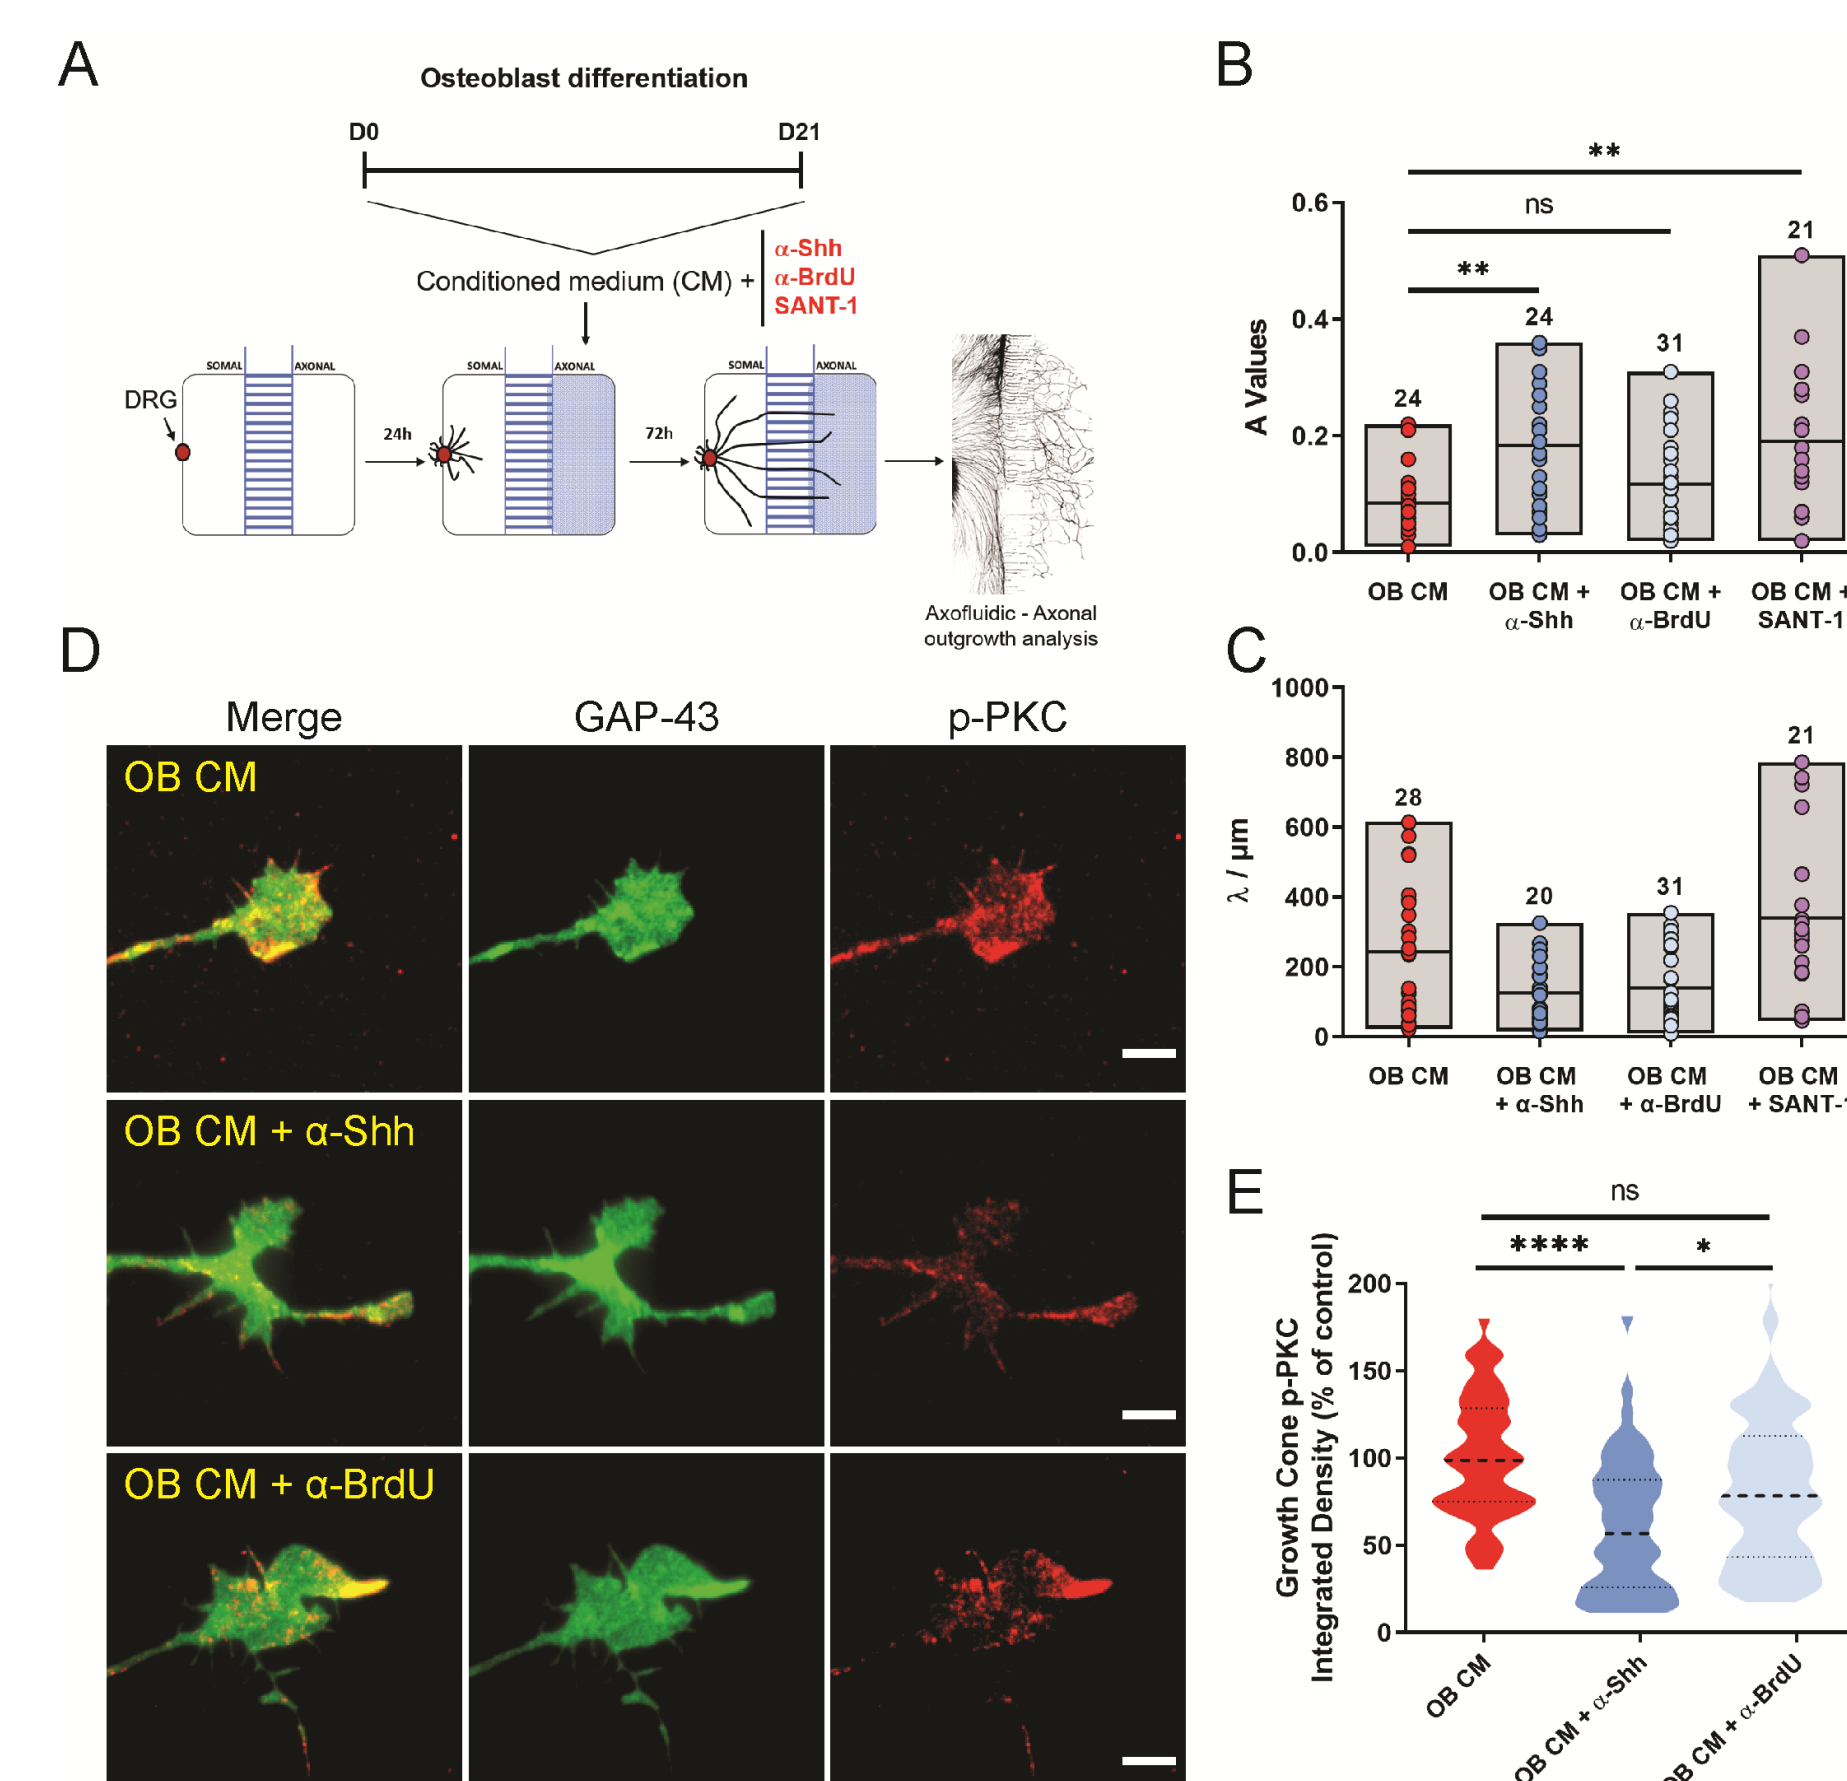 A
Osteoblast differentiation
D0
D21
Conditioned medium (CM) +
α-Shh
α-BrdU
SANT-1
SOMAL
AXONAL
SOMAL
AXONAL
SOMAL
AXONAL
DRG
24h
72h
Axofluidic - Axonal
outgrowth analysis
B
**
ns
**
0.6
0.4
0.2
0.0
A Values
24
24
31
21
OB CM
OB CM +
α-Shh
OB CM +
α-BrdU
OB CM +
SANT-1
C
1000
800
600
400
200
0
λ / μm
28
20
31
21
OB CM
OB CM
+ α-Shh
OB CM
+ α-BrdU
OB CM
+ SANT-1
D
Merge
GAP-43
p-PKC
OB CM
OB CM + α-Shh
OB CM + α-BrdU
E
ns
****
*
200
150
100
50
0
Growth Cone p-PKC
Integrated Density (% of control)
OB CM
OB CM + α-Shh
OB CM + α-BrdU